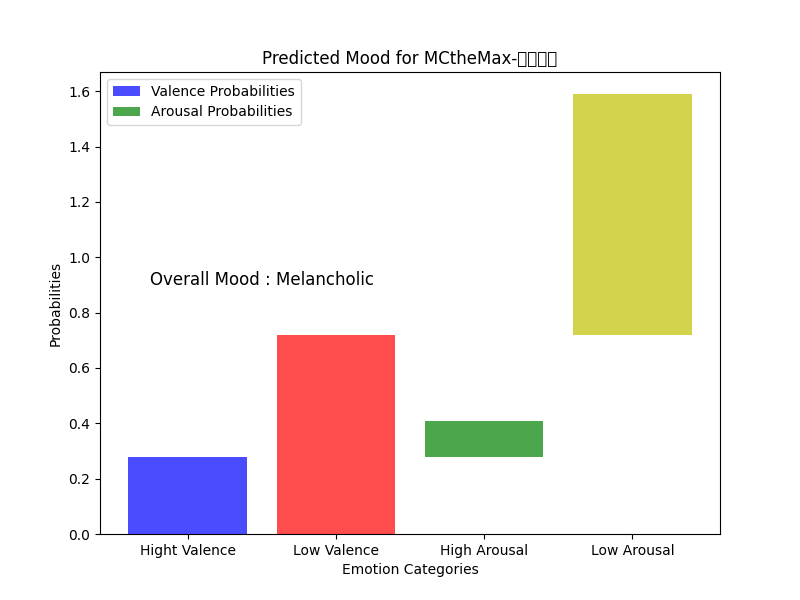 Predicted Mood for MCtheMax-
Valence Probabilities
Arousal Probabilities
1.6
1.4
1.2
1.0
0.8
0.6
0.4
0.2
0.0
Probabilities
Overall Mood : Melancholic
Hight Valence
Low Valence
High Arousal
Low Arousal
Emotion Categories